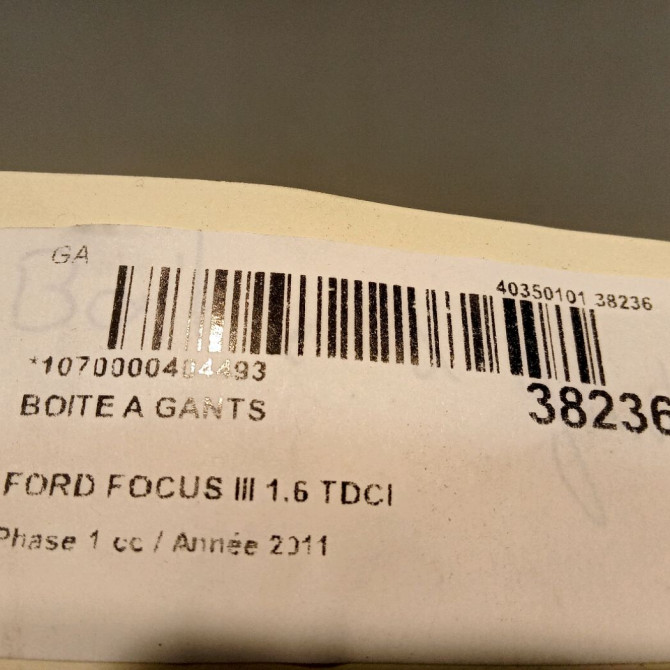 GA
40350101 38236
*1070000404493
38236
BOITE A GANTS
FORD FOCUS III 1.6 TDCI
Phase 1 cc / Année 2011